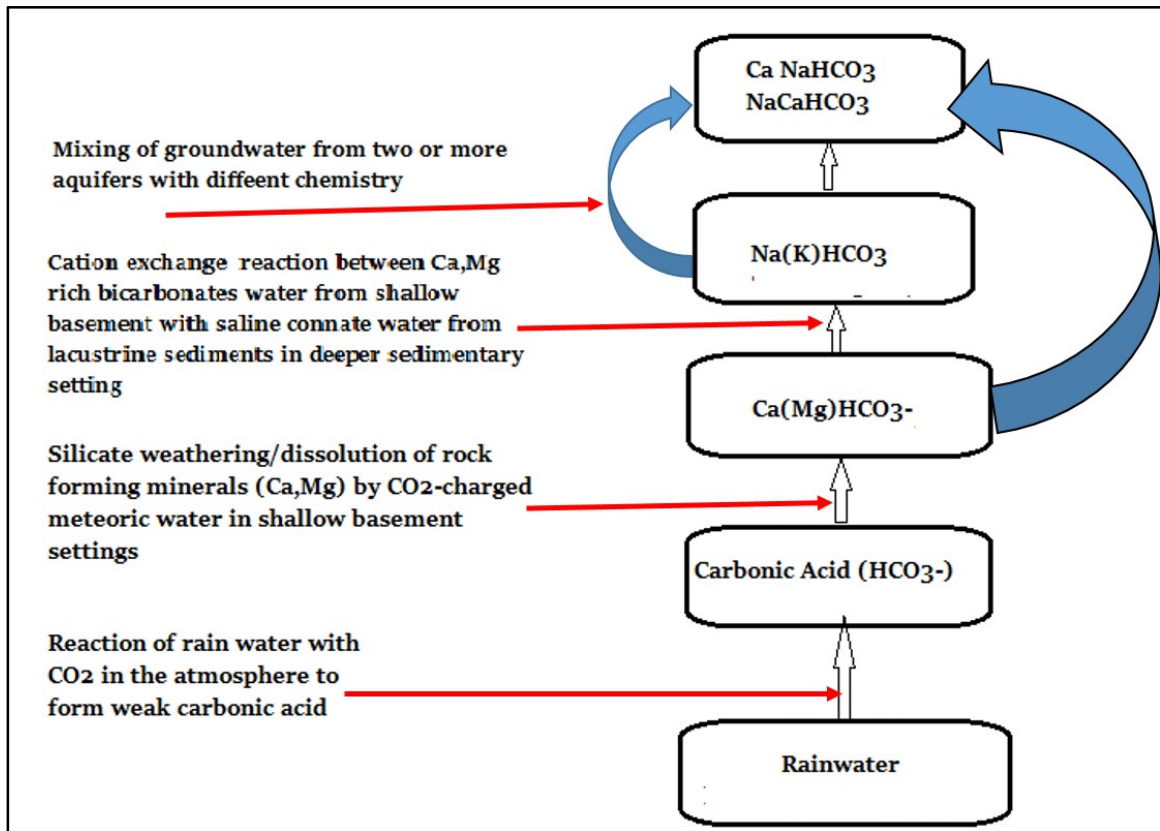 Ca NaHCO3
NaCaHCO3
Mixing of groundwater from two or more
aquifers with diffeent chemistry
Na(K)HCO3
Cation exchange reaction between Ca,Mg
rich bicarbonates water from shallow
basement with saline connate water from
lacustrine sediments in deeper sedimentary
setting
Ca(Mg)HCO3-
Silicate weathering/dissolution of rock
forming minerals (Ca,Mg) by CO2-charged
meteoric water in shallow basement
settings
Carbonic Acid (HCO3-)
Reaction of rain water with
CO2 in the atmosphere to
form weak carbonic acid
Rainwater